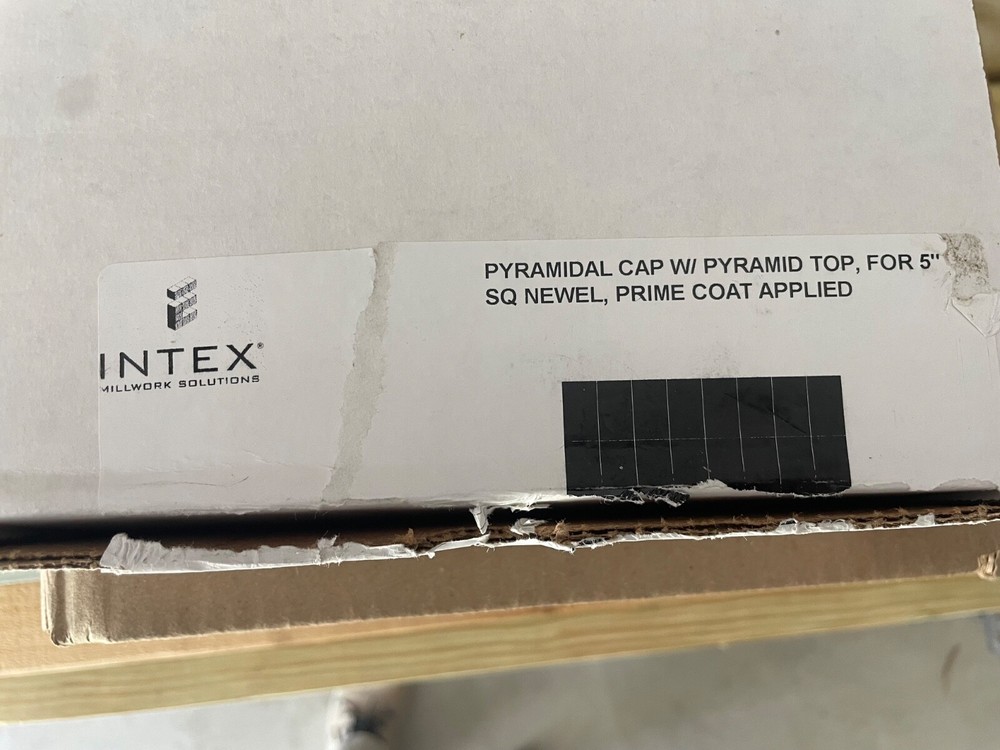 INTEX®
MILLWORK SOLUTIONS
PYRAMIDAL CAP W/ PYRAMID TOP, FOR 5"
SQ NEWEL, PRIME COAT APPLIED